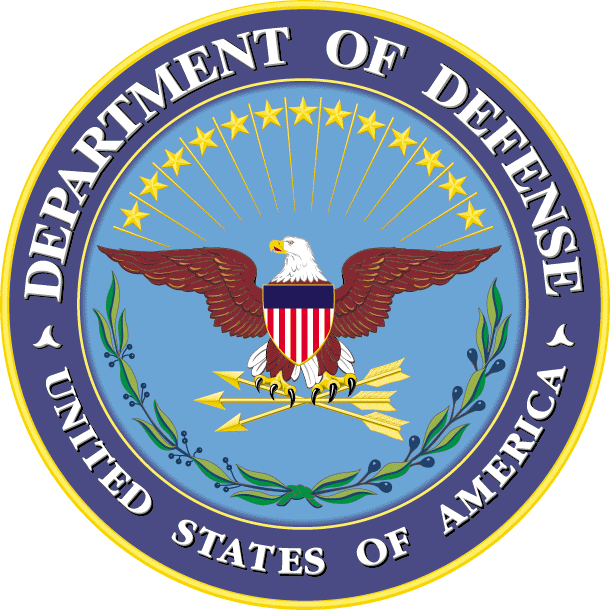 DEPARTMENT OF DEFENSE
UNITED STATES OF AMERICA